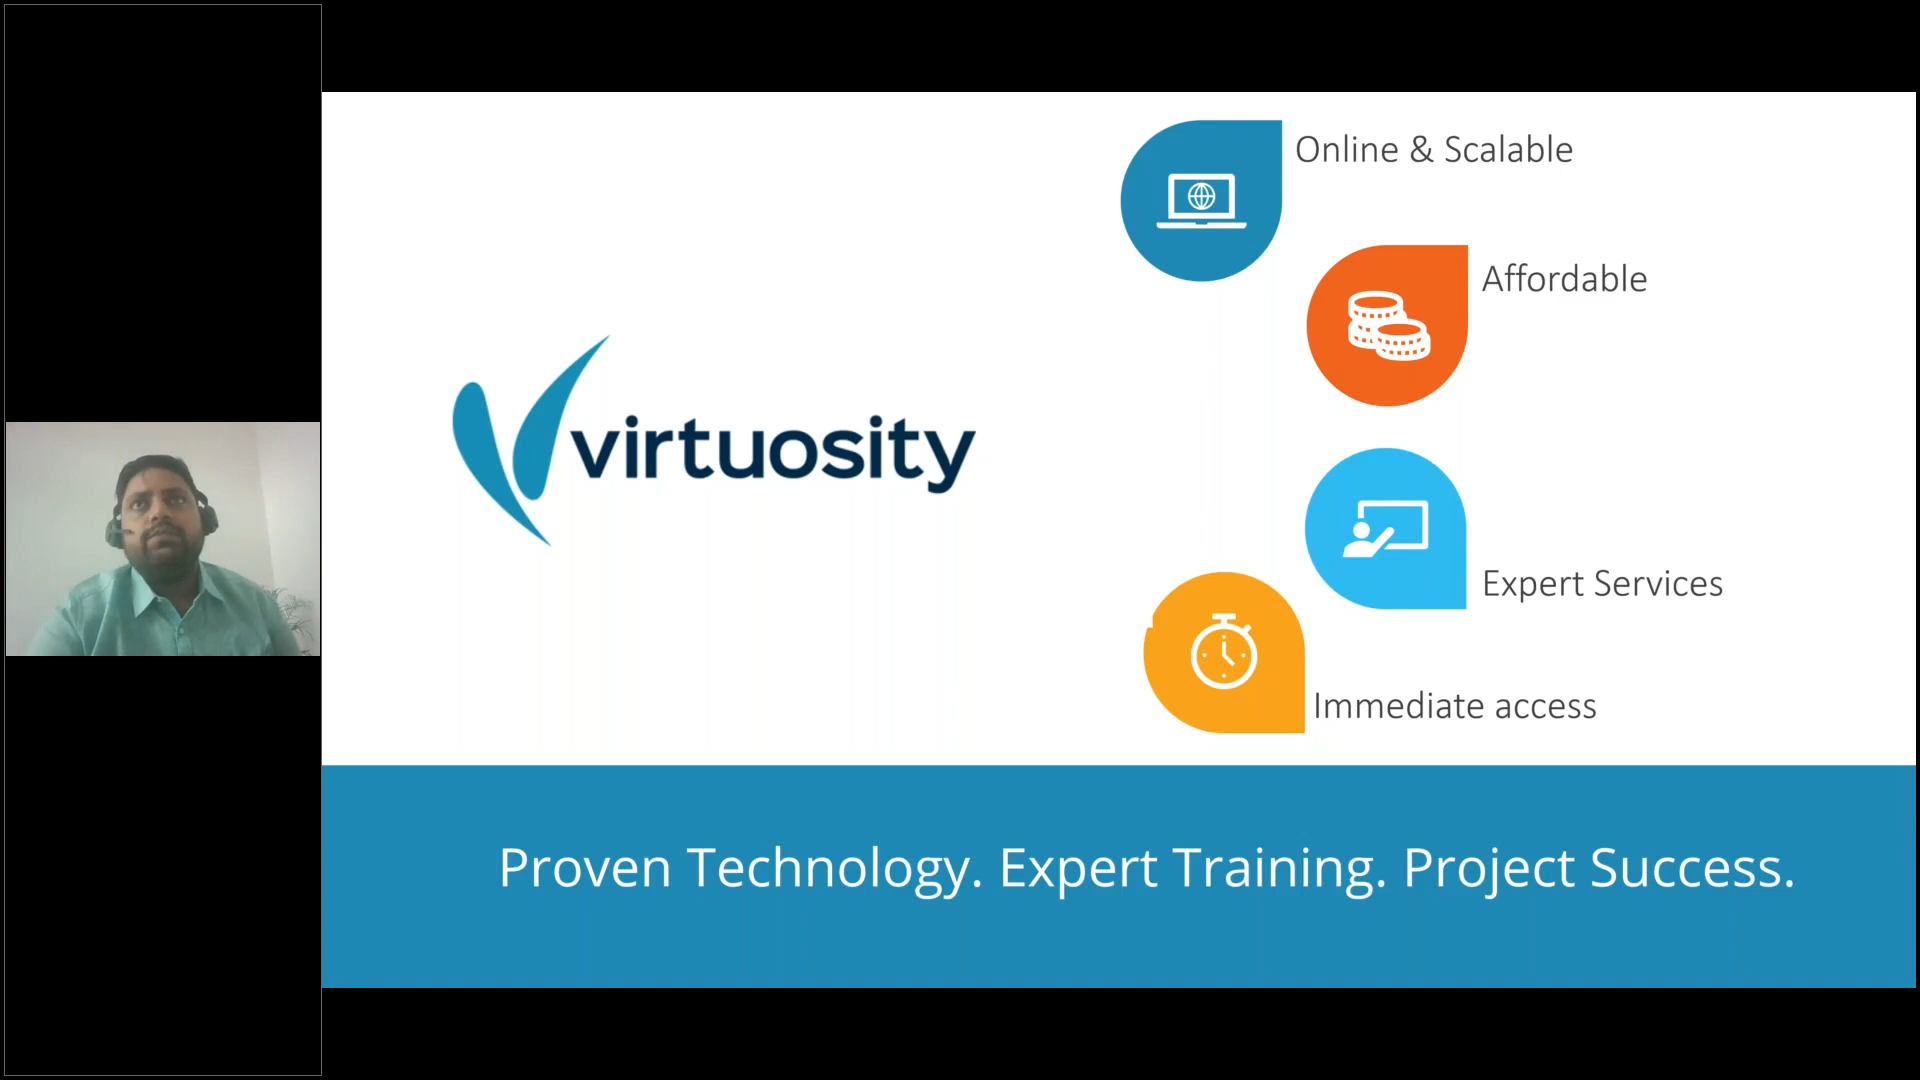 Online & Scalable
Affordable
virtuosity
Expert Services
Immediate access
Proven Technology. Expert Training. Project Success.